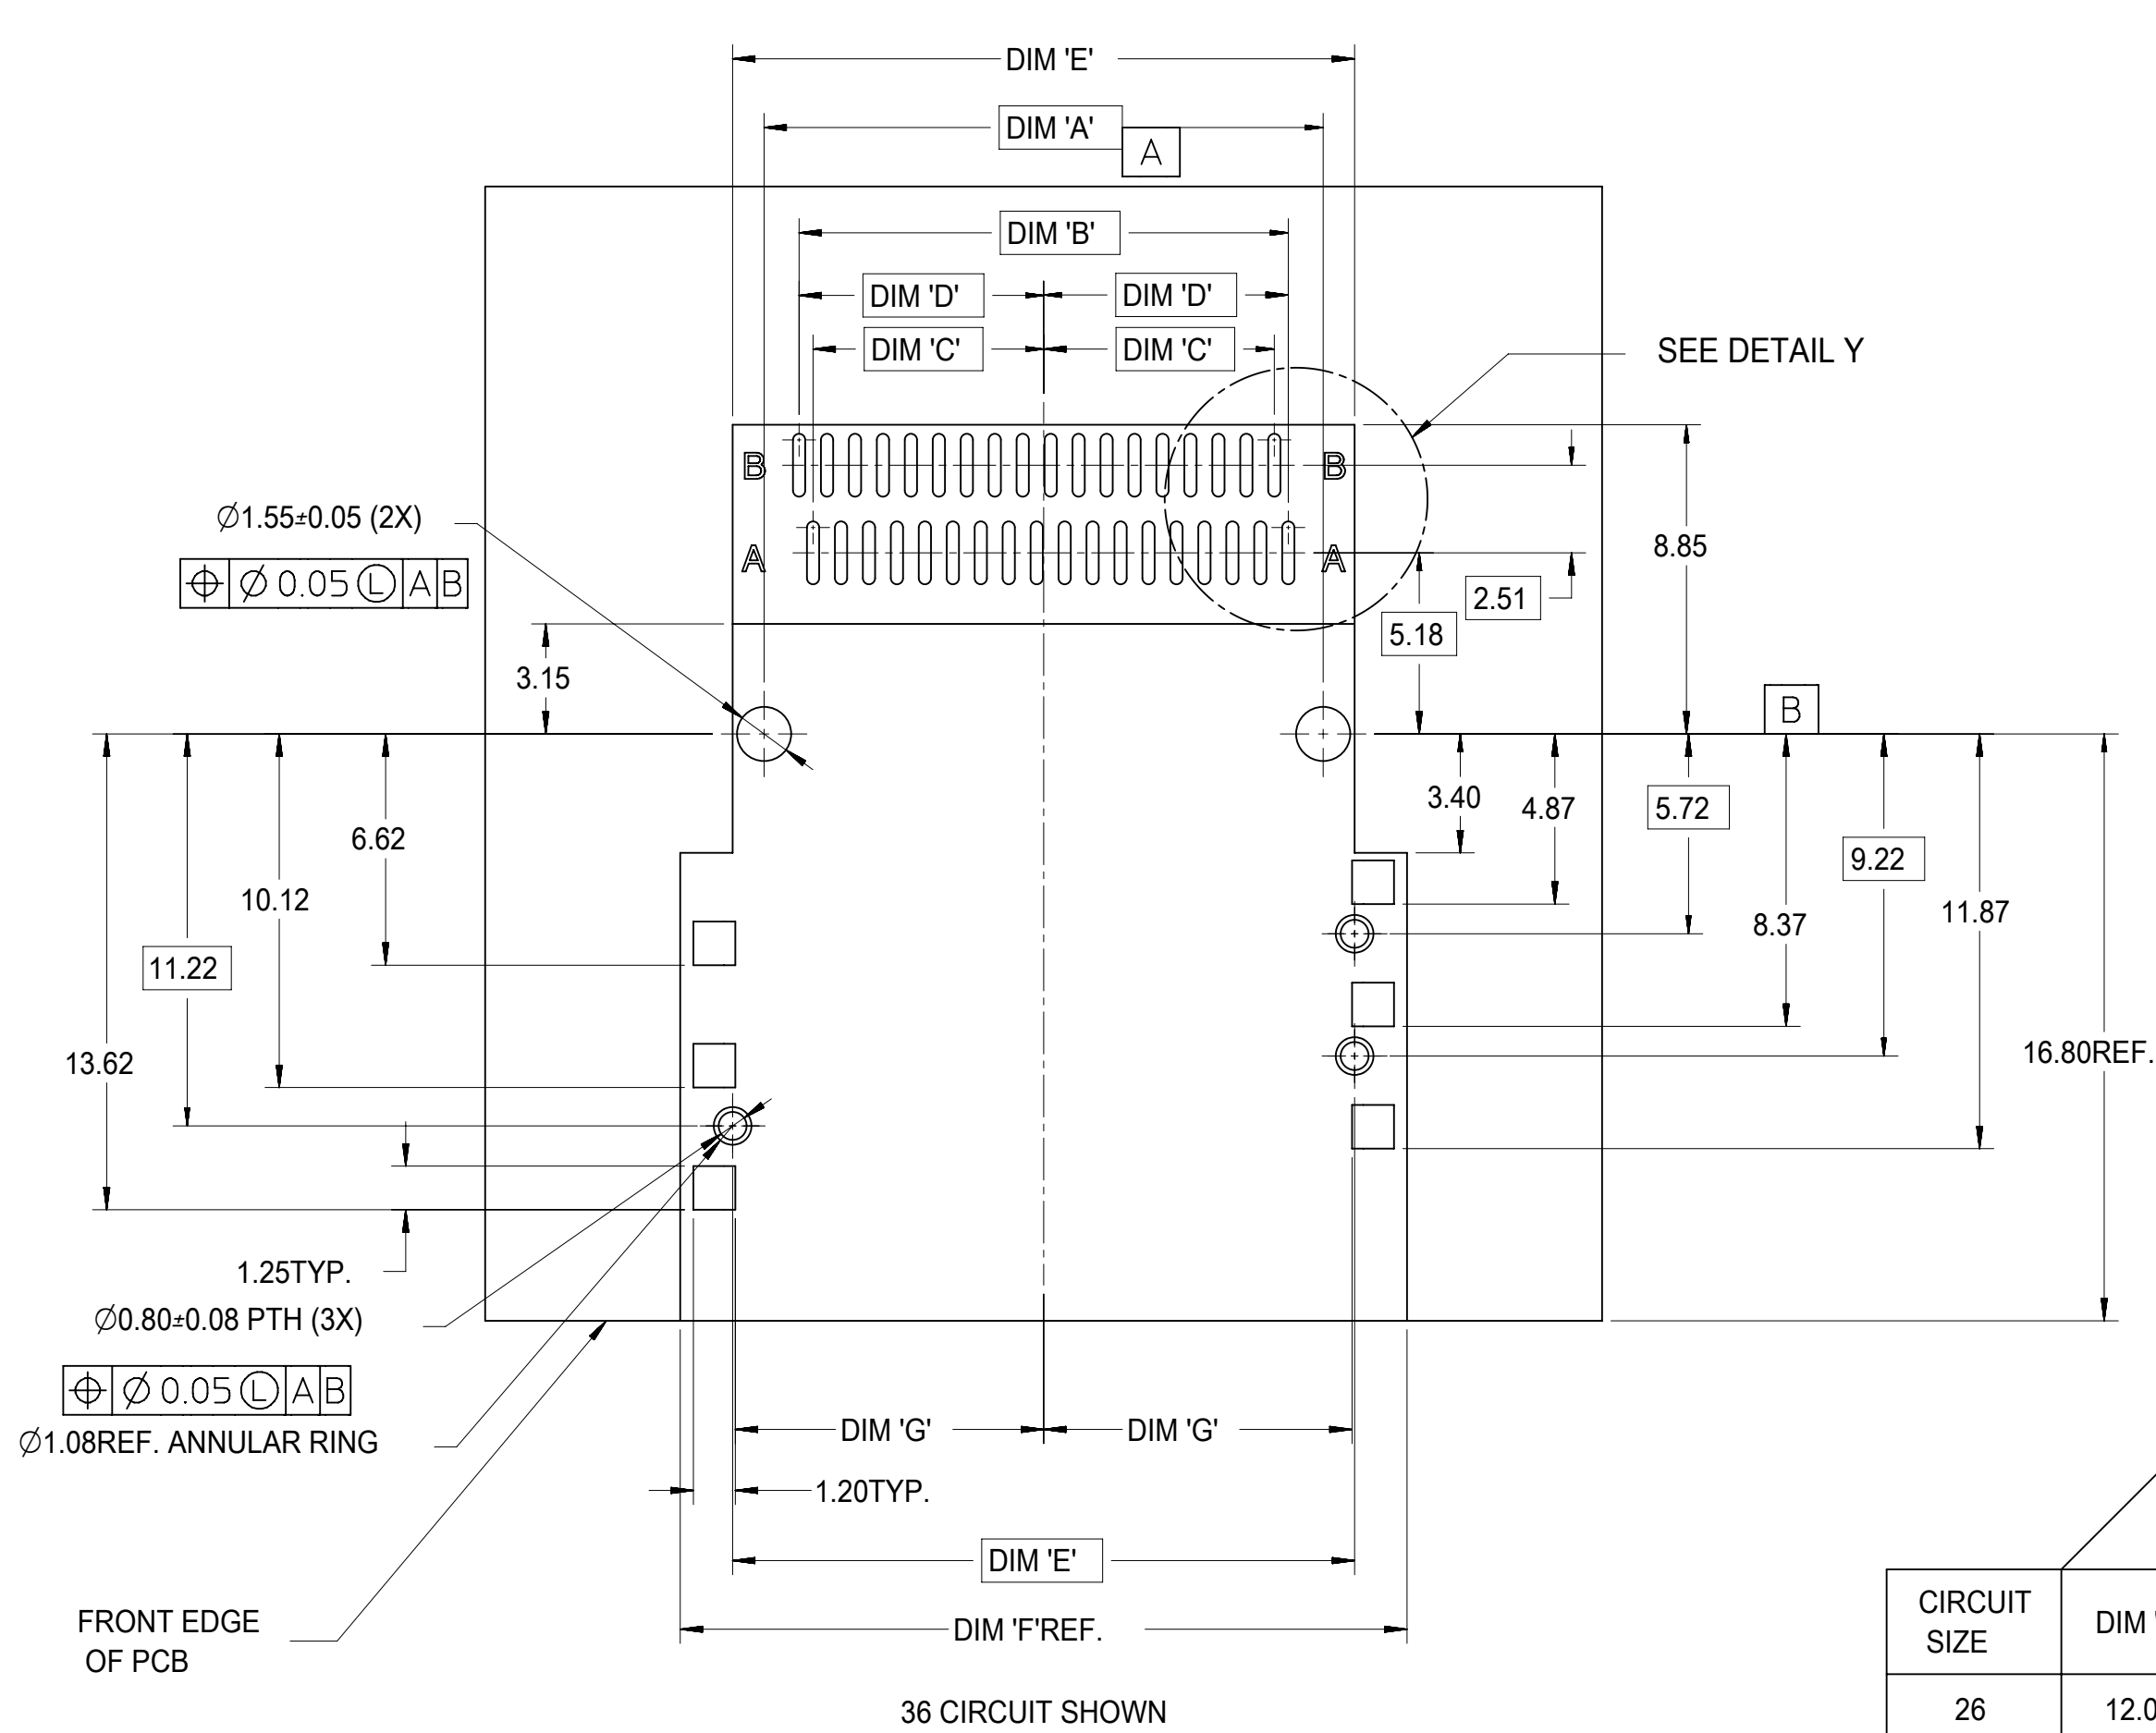 DIM 'E'
DIM 'A'
A
DIM 'B'
DIM 'D' DIM 'D'
DIM 'C' DIM 'C'
SEE DETAIL Y
B B
A A
∅1.55±0.05 (2X)
⌖ ∅ 0.05 Ⓛ A B
8.85
2.51
5.18
3.15
B
3.40
4.87
5.72
6.62
9.22
10.12
11.87
8.37
11.22
13.62
16.80REF.
1.25TYP.
∅0.80±0.08 PTH (3X)
⌖ ∅ 0.05 Ⓛ A B
∅1.08REF. ANNULAR RING
DIM 'G' DIM 'G'
1.20TYP.
DIM 'E'
FRONT EDGE
OF PCB
DIM 'F'REF.
36 CIRCUIT SHOWN
CIRCUIT
SIZE
DIM '
26 12.0